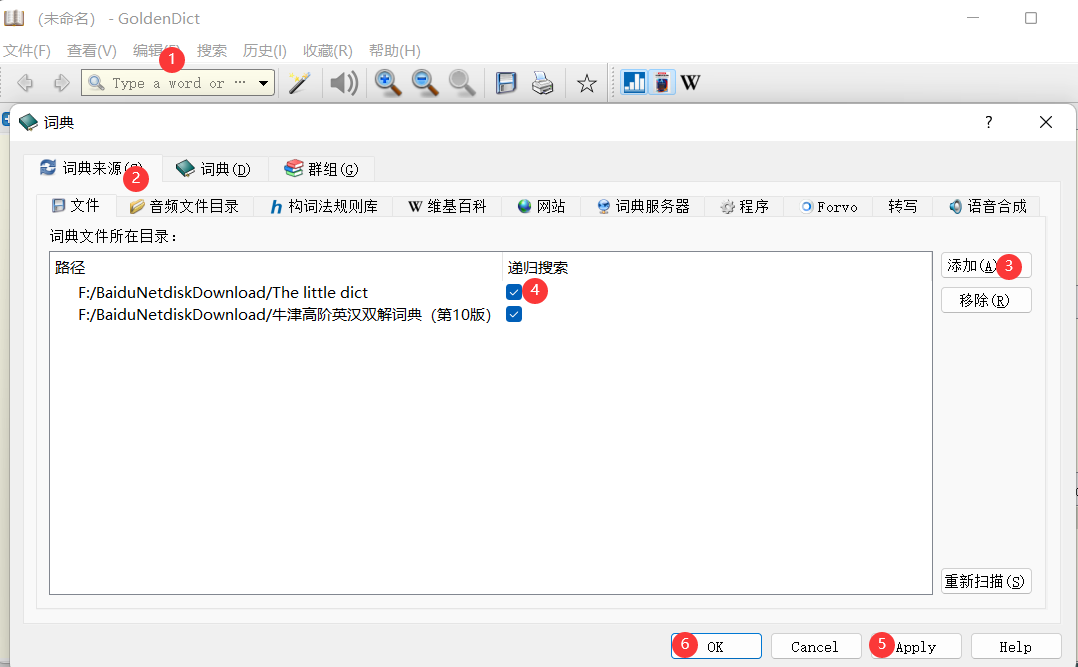 (未命名) - GoldenDict
文件(F) 查看(V) 编辑 搜索 历史(I) 收藏(R) 帮助(H)
1
Type a word or ... W
词典 ?
词典来源 词典(D) 群组(G)
2
文件 音频文件目录 h 构词法规则库 W 维基百科 网站 词典服务器 程序 Forvo 转写 语音合成
词典文件所在目录：
路径 递归搜索 添加(A) 3
F:/BaiduNetdiskDownload/The little dict 4
移除(R)
F:/BaiduNetdiskDownload/牛津高阶英汉双解词典（第10版）
重新扫描(S)
6 OK Cancel 5 Apply Help